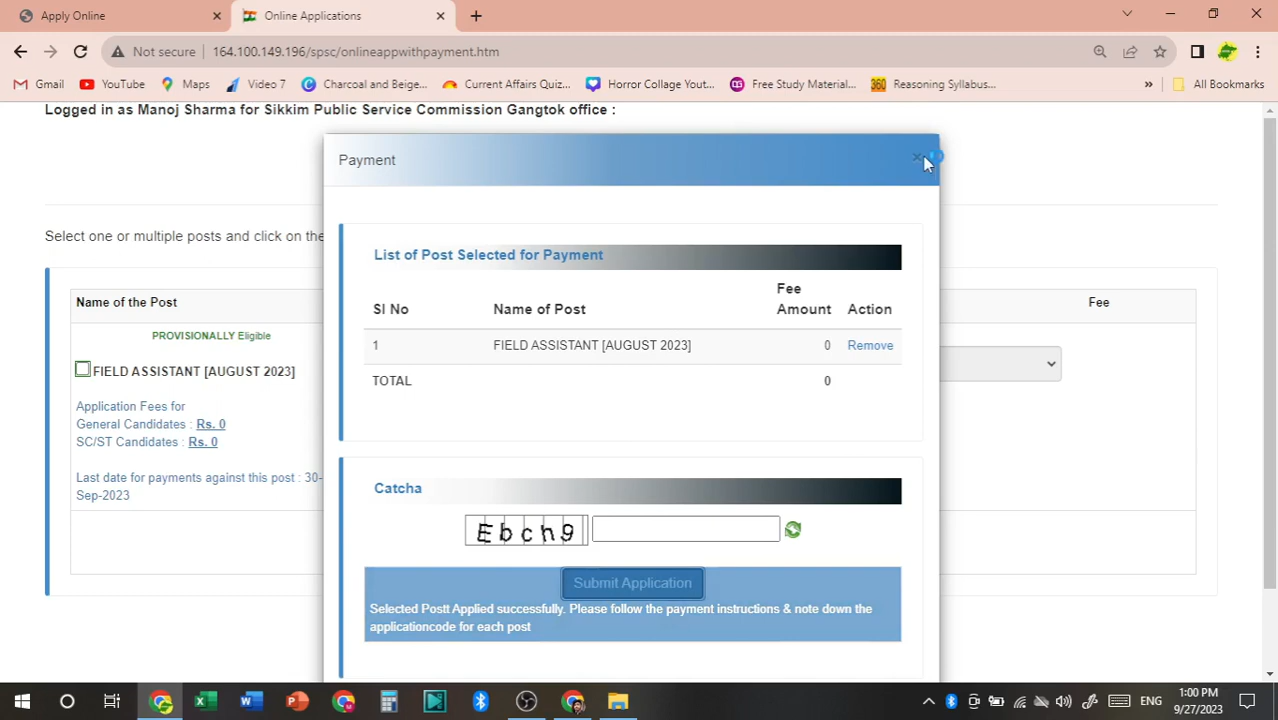 Apply Online
Online Applications
Not secure
164.100.149.196/spsc/onlineappwithpayment.htm
Gmail
YouTube
Maps
Video 7
Charcoal and Beige...
Current Affairs Quiz...
Horror Collage Yout...
Free Study Material...
Reasoning Syllabus...
»
All Bookmarks
Logged in as Manoj Sharma for Sikkim Public Service Commission Gangtok office :
Payment
Select one or multiple posts and click on the
List of Post Selected for Payment
Name of the Post
Fee
Sl No
Name of Post
Fee
Amount
Action
PROVISIONALLY Eligible
1
FIELD ASSISTANT [AUGUST 2023]
0
Remove
FIELD ASSISTANT [AUGUST 2023]
TOTAL
0
Application Fees for
General Candidates : Rs. 0
SC/ST Candidates : Rs. 0
Last date for payments against this post : 30-
Sep-2023
Catcha
Ebch9
Submit Application
Selected Postt Applied successfully. Please follow the payment instructions & note down the
applicationcode for each post
ENG
1:00 PM
9/27/2023